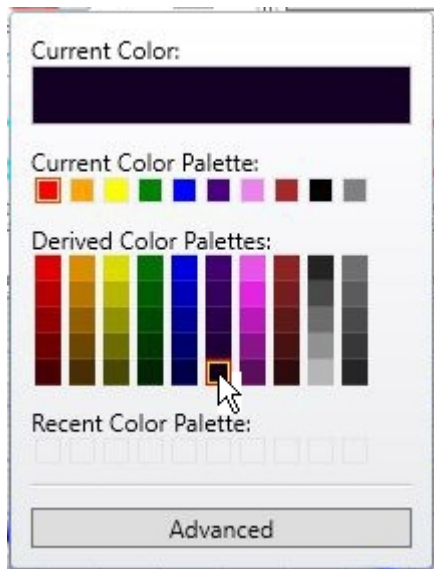 Current Color:
Current Color Palette:
Derived Color Palettes:
Recent Color Palette:
Advanced